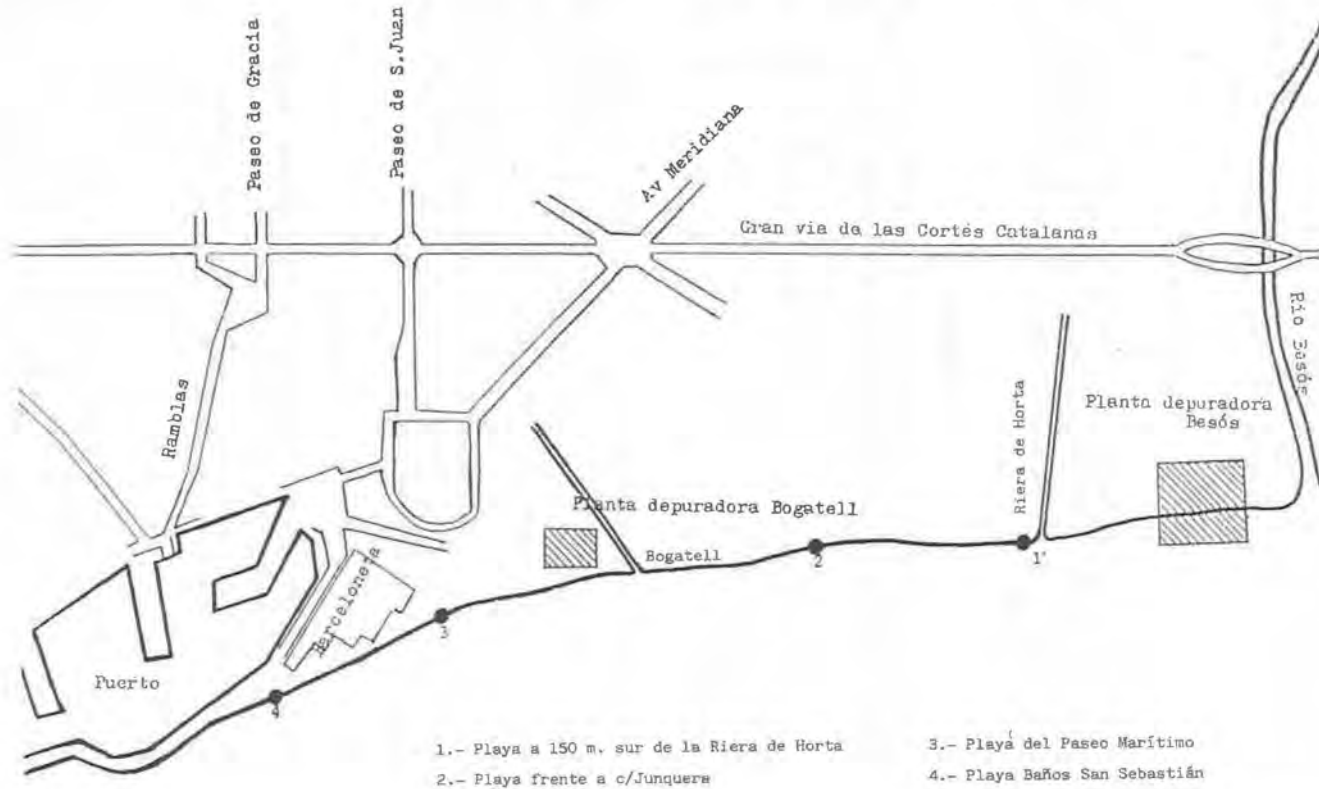 Paseo de Gracia
Paseo de S.Juan
Av Meridiana
Gran via de las Cortés Catalanas
Río Besós
Ramblas
Riera de Horta
Planta depuradora
Besós
Planta depuradora Bogatell
Bogatell
Barceloneta
Puerto
1'
2
3
4
1.- Playa a 150 m. sur de la Riera de Horta
2.- Playa frente a c/Junquera
3.- Playa del Paseo Marítimo
4.- Playa Baños San Sebastián